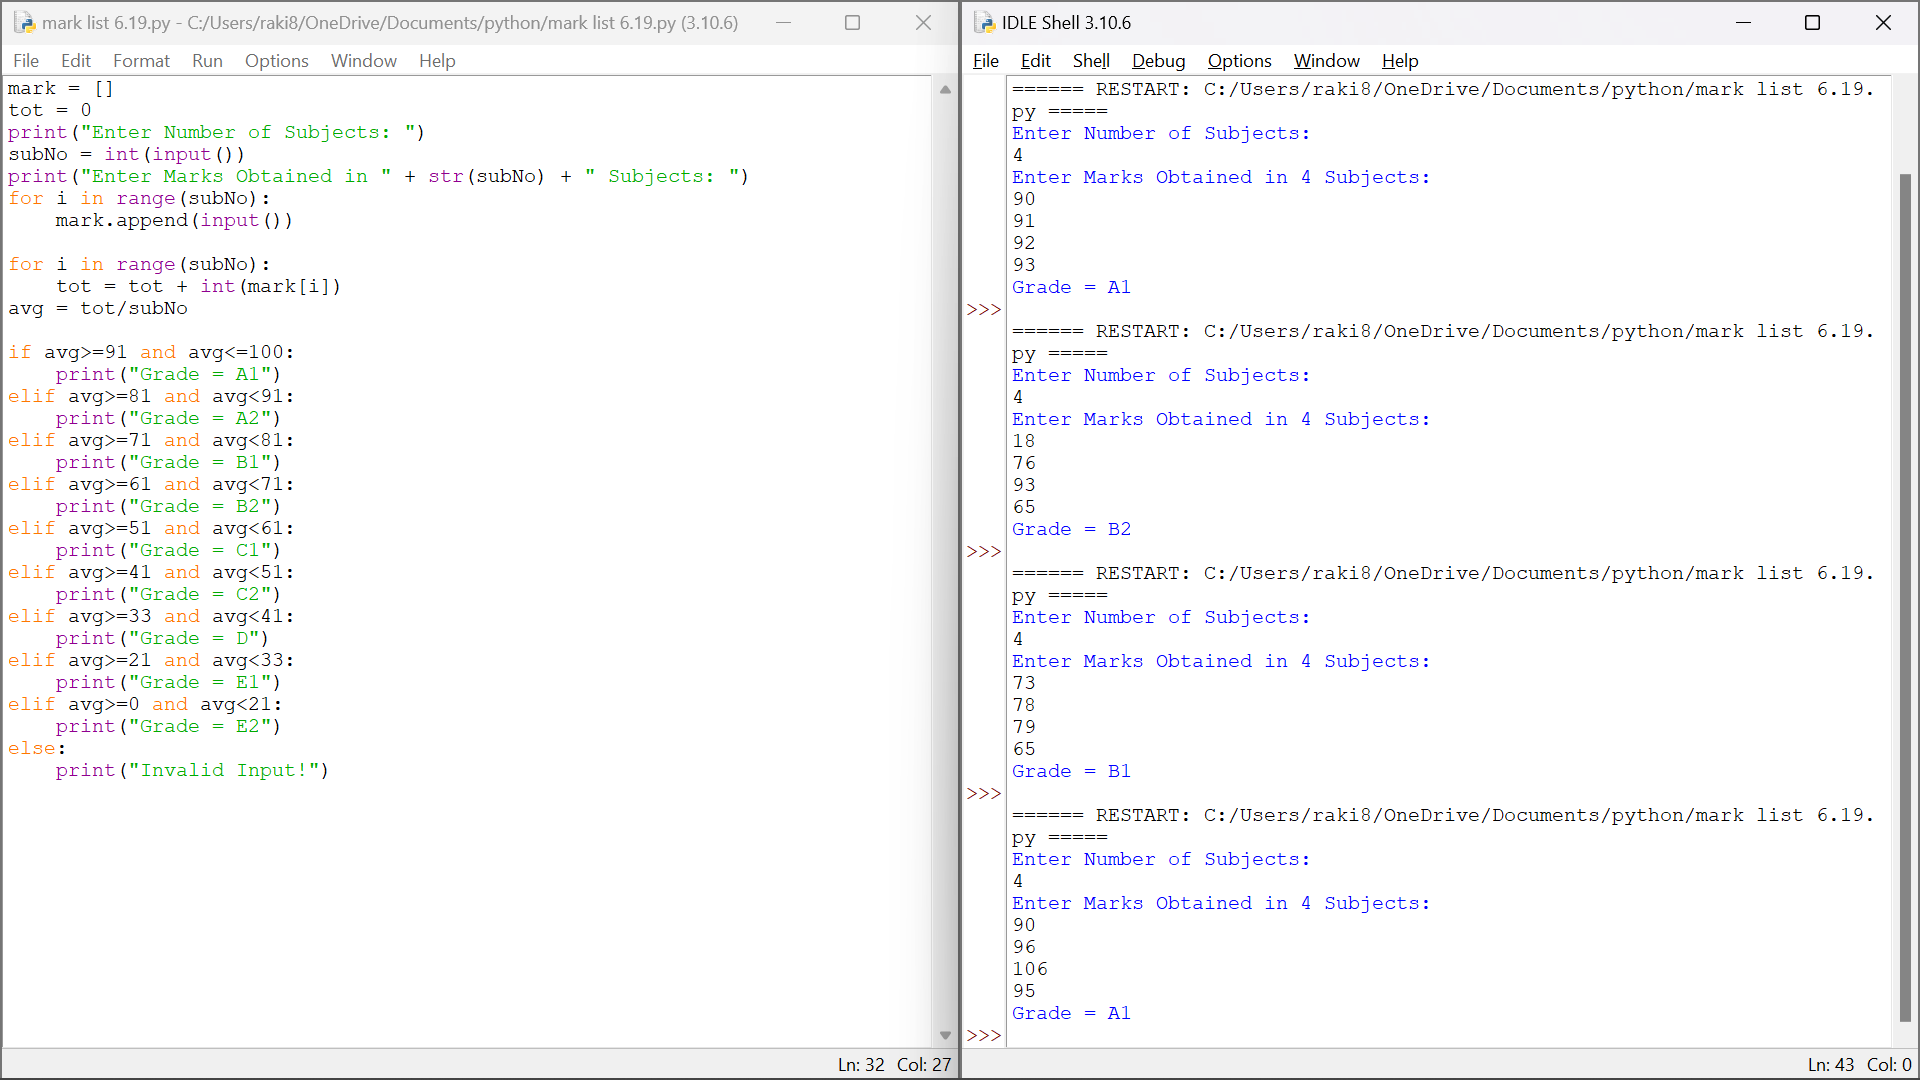 mark list 6.19.py - C:/Users/raki8/OneDrive/Documents/python/mark list 6.19.py (3.10.6)
File Edit Format Run Options Window Help
mark = []
tot = 0
print("Enter Number of Subjects: ")
subNo = int(input())
print("Enter Marks Obtained in " + str(subNo) + " Subjects: ")
for i in range(subNo):
    mark.append(input())

for i in range(subNo):
    tot = tot + int(mark[i])
avg = tot/subNo

if avg>=91 and avg<=100:
    print("Grade = A1")
elif avg>=81 and avg<91:
    print("Grade = A2")
elif avg>=71 and avg<81:
    print("Grade = B1")
elif avg>=61 and avg<71:
    print("Grade = B2")
elif avg>=51 and avg<61:
    print("Grade = C1")
elif avg>=41 and avg<51:
    print("Grade = C2")
elif avg>=33 and avg<41:
    print("Grade = D")
elif avg>=21 and avg<33:
    print("Grade = E1")
elif avg>=0 and avg<21:
    print("Grade = E2")
else:
    print("Invalid Input!")
Ln: 32 Col: 27
IDLE Shell 3.10.6
File Edit Shell Debug Options Window Help
====== RESTART: C:/Users/raki8/OneDrive/Documents/python/mark list 6.19.
py =====
Enter Number of Subjects:
4
Enter Marks Obtained in 4 Subjects:
90
91
92
93
Grade = A1
>>>
====== RESTART: C:/Users/raki8/OneDrive/Documents/python/mark list 6.19.
py =====
Enter Number of Subjects:
4
Enter Marks Obtained in 4 Subjects:
18
76
93
65
Grade = B2
>>>
====== RESTART: C:/Users/raki8/OneDrive/Documents/python/mark list 6.19.
py =====
Enter Number of Subjects:
4
Enter Marks Obtained in 4 Subjects:
73
78
79
65
Grade = B1
>>>
====== RESTART: C:/Users/raki8/OneDrive/Documents/python/mark list 6.19.
py =====
Enter Number of Subjects:
4
Enter Marks Obtained in 4 Subjects:
90
96
106
95
Grade = A1
>>>
Ln: 43 Col: 0